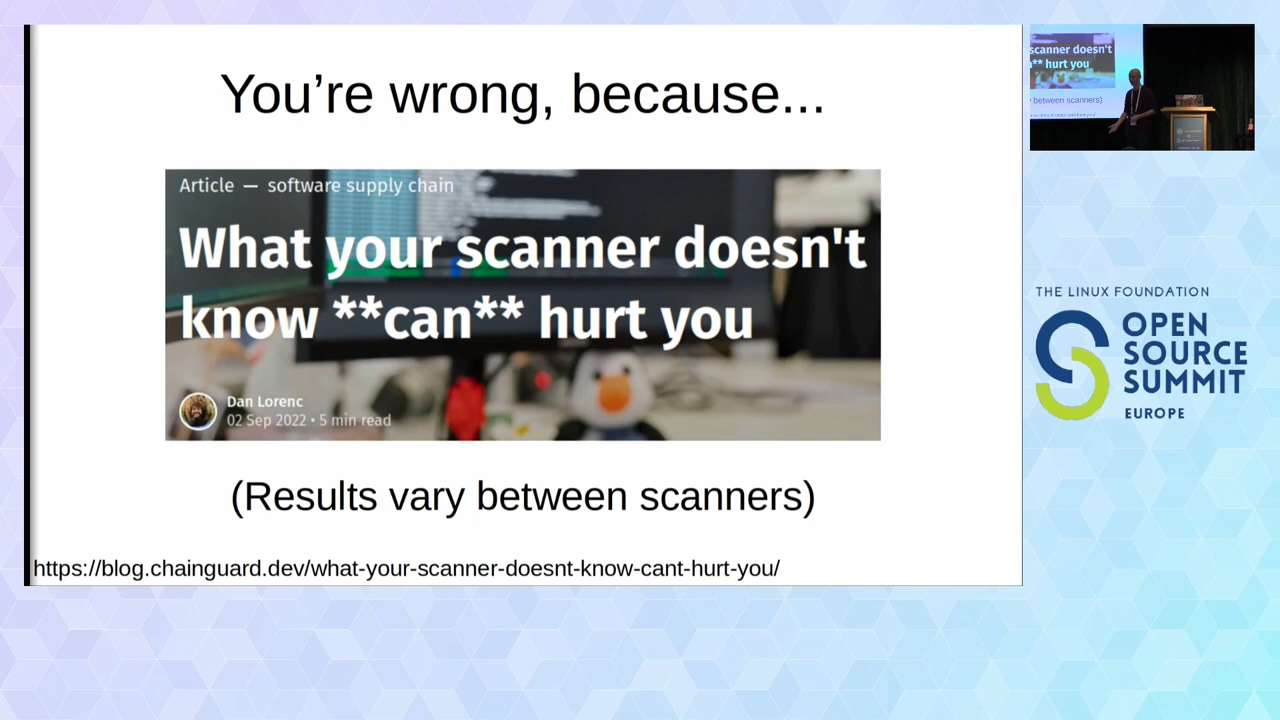 You’re wrong, because...
Article — software supply chain
What your scanner doesn't
know **can** hurt you
Dan Lorenc
02 Sep 2022 • 5 min read
(Results vary between scanners)
https://blog.chainguard.dev/what-your-scanner-doesnt-know-cant-hurt-you/
scanner doesn't
** hurt you
between scanners)
THE LINUX FOUNDATION
OPEN
SOURCE
SUMMIT
EUROPE